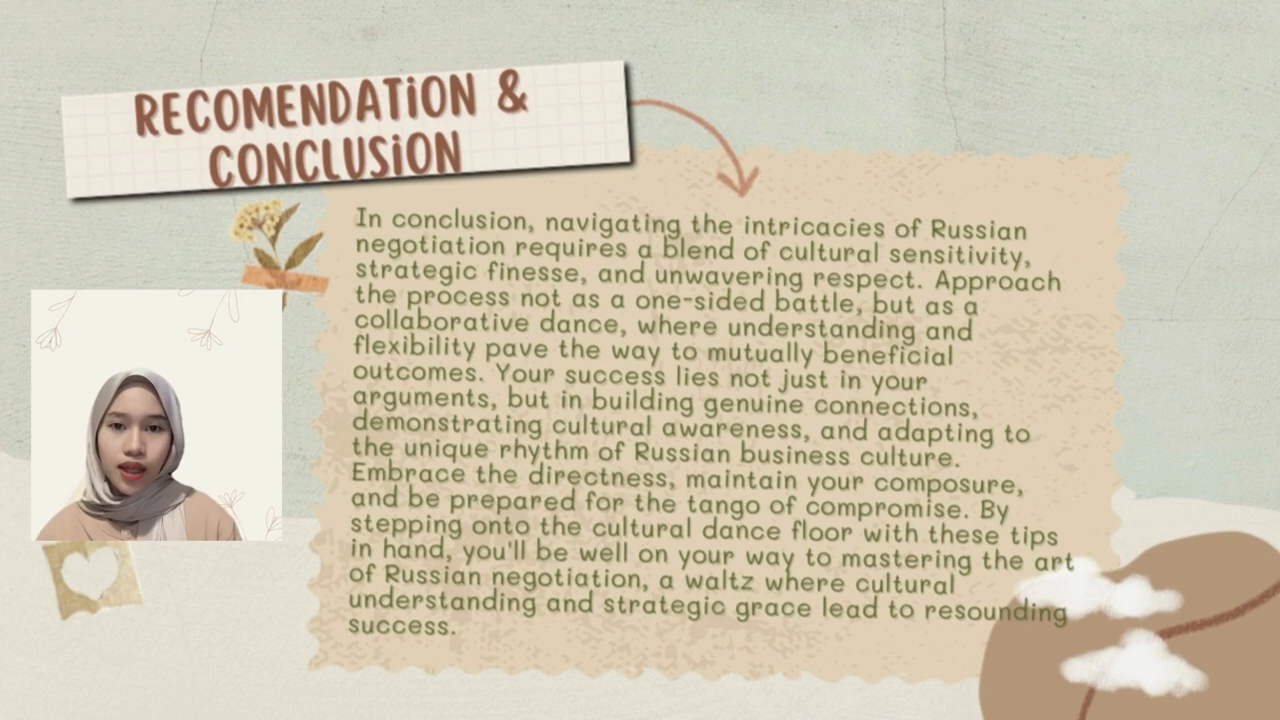 RECOMENDATiON &
CONCLUSiON
In conclusion, navigating the intricacies of Russian
negotiation requires a blend of cultural sensitivity,
strategic finesse, and unwavering respect. Approach
the process not as a one-sided battle, but as a
collaborative dance, where understanding and
flexibility pave the way to mutually beneficial
outcomes. Your success lies not just in your
arguments, but in building genuine connections,
demonstrating cultural awareness, and adapting to
the unique rhythm of Russian business culture.
Embrace the directness, maintain your composure,
and be prepared for the tango of compromise. By
stepping onto the cultural dance floor with these tips
in hand, you'll be well on your way to mastering the art
of Russian negotiation, a waltz where cultural
understanding and strategic grace lead to resounding
success.